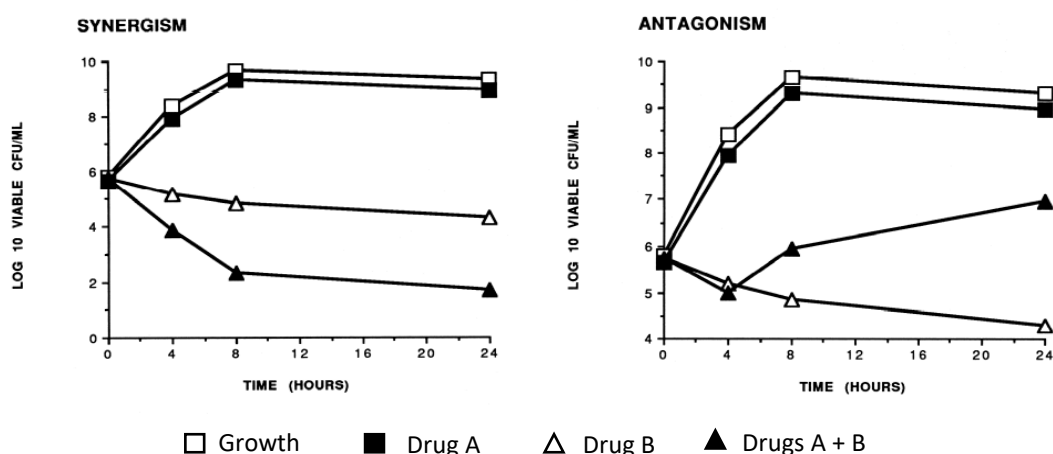 SYNERGISM
LOG 10 VIABLE CFU/ML
10
8
6
4
2
0
0 4 8 12 16 20 24
TIME (HOURS)
ANTAGONISM
LOG 10 VIABLE CFU/ML
10
9
8
7
6
5
4
0 4 8 12 16 20 24
TIME (HOURS)
Growth Drug A Drug B Drugs A + B